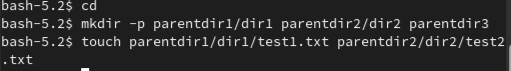 bash-5.2$ cd
bash-5.2$ mkdir -p parentdir1/dir1 parentdir2/dir2 parentdir3
bash-5.2$ touch parentdir1/dir1/test1.txt parentdir2/dir2/test2
.txt